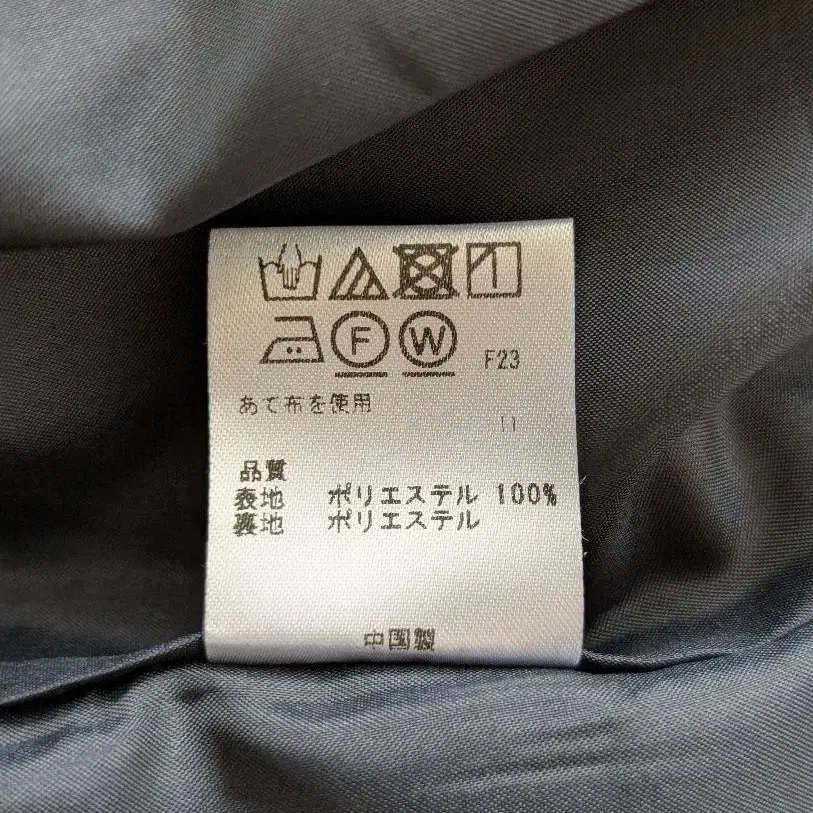 F W F23
あて布を使用
11
品質
表地 ポリエステル 100%
裏地 ポリエステル
中国製